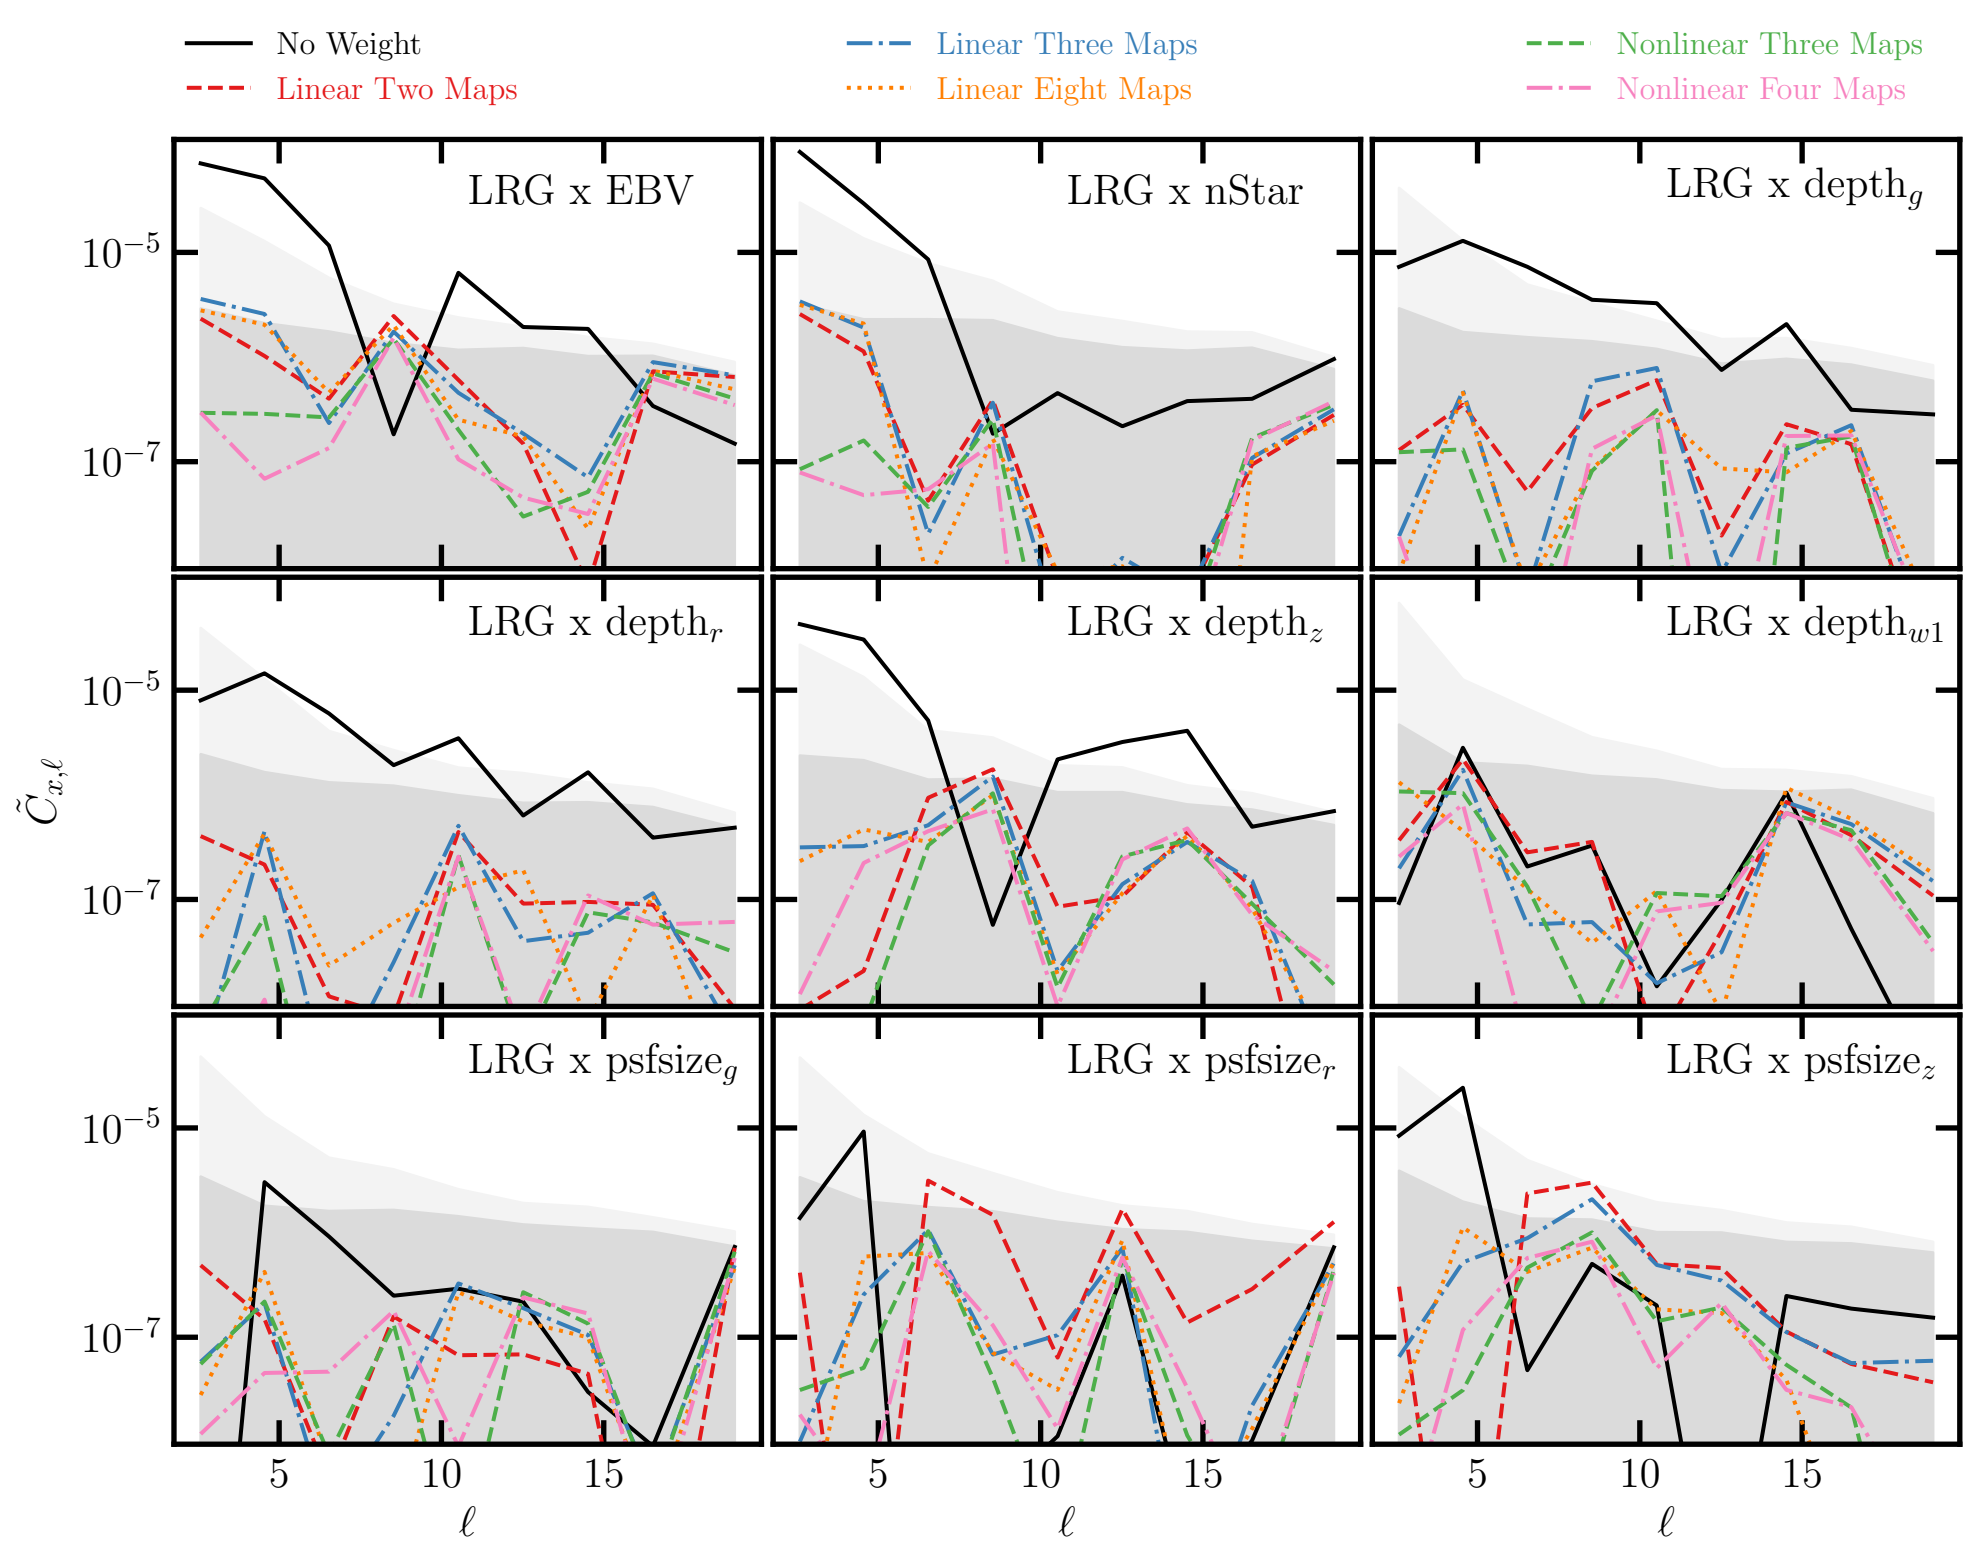 No Weight
Linear Two Maps
Linear Three Maps
Linear Eight Maps
Nonlinear Three Maps
Nonlinear Four Maps
LRG x EBV
LRG x nStar
LRG x depth_g
10^{-5}
10^{-7}
LRG x depth_r
LRG x depth_z
LRG x depth_{w1}
10^{-5}
10^{-7}
C̃_{x,ℓ}
LRG x psfsize_g
LRG x psfsize_r
LRG x psfsize_z
10^{-5}
10^{-7}
5 10 15
5 10 15
5 10 15
ℓ
ℓ
ℓ